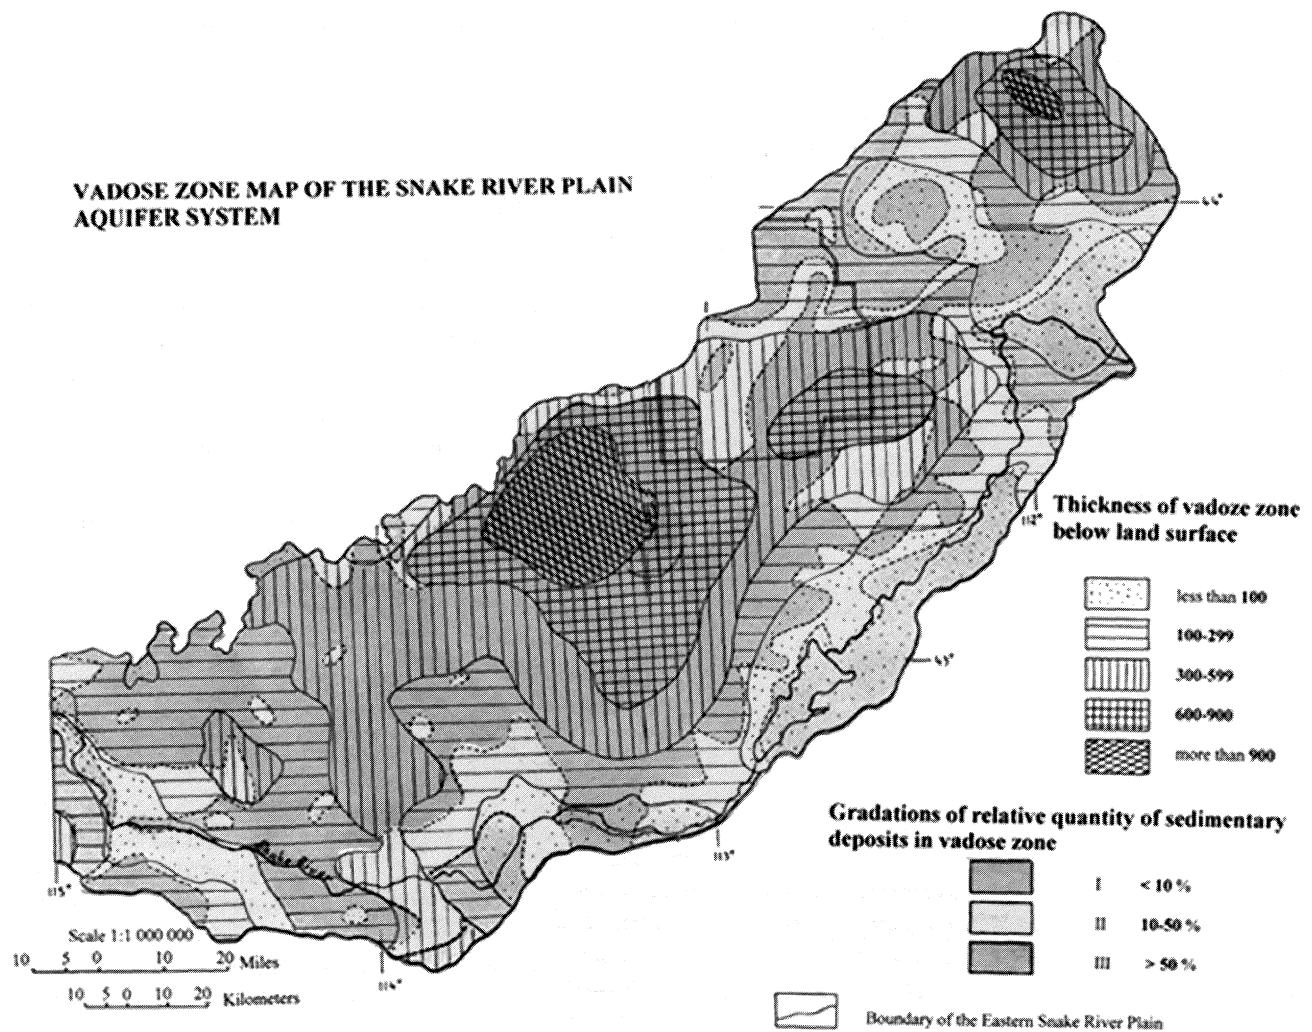 VADOSE ZONE MAP OF THE SNAKE RIVER PLAIN
AQUIFER SYSTEM
44°
112°
Thickness of vadoze zone
below land surface
less than 100
100-299
300-599
600-900
more than 900
43°
Gradations of relative quantity of sedimentary
deposits in vadose zone
I < 10 %
II 10-50 %
III > 50 %
Snake River
113°
115°
114°
Scale 1:1 000 000
10 5 0 10 20 Miles
10 5 0 10 20 Kilometers
Boundary of the Eastern Snake River Plain